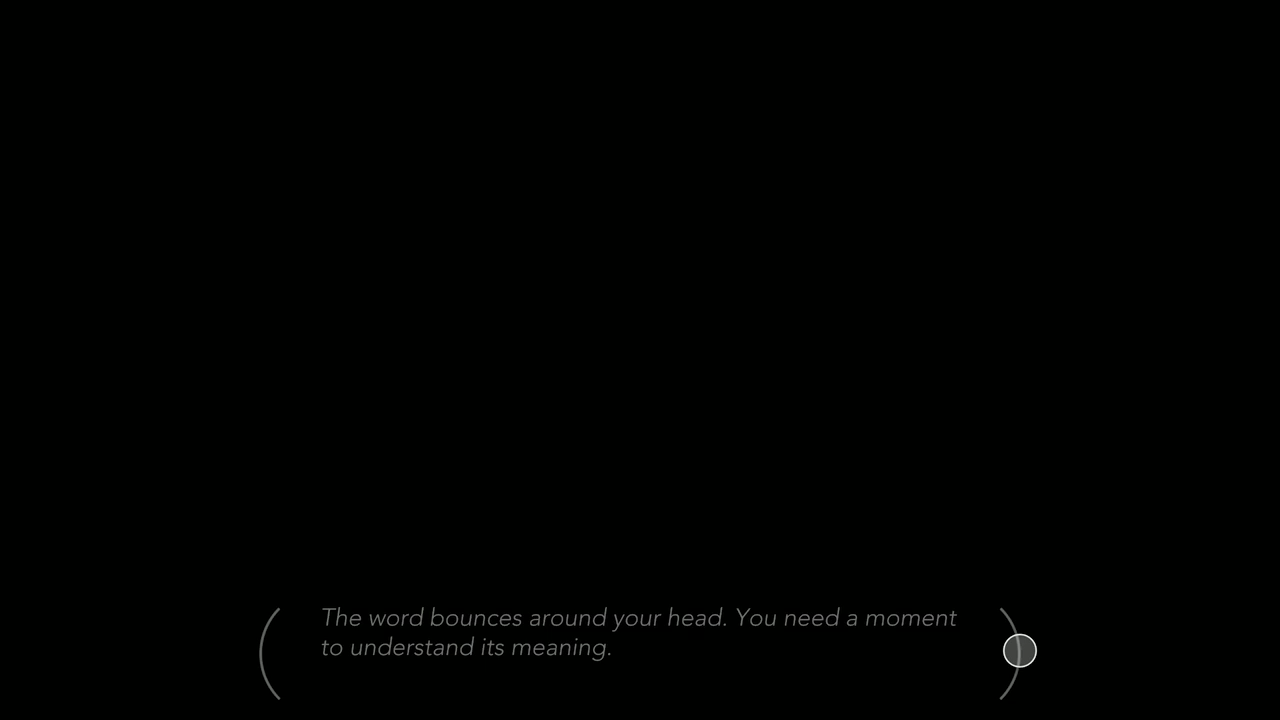 The word bounces around your head. You need a moment
to understand its meaning.